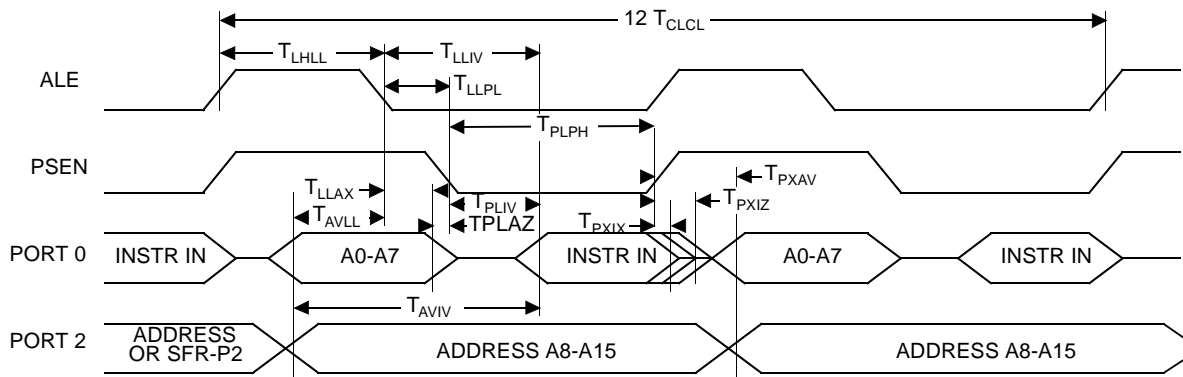 12 TCLCL
TLHLL TLLIV
ALE
TLLPL
TPLPH
PSEN
TLLAX TPXAV
TPLIV TPXIZ
TAVLL TPLAZ TPXIX
PORT 0 INSTR IN A0-A7 INSTR IN A0-A7 INSTR IN
TAVIV
PORT 2 ADDRESS OR SFR-P2 ADDRESS A8-A15 ADDRESS A8-A15